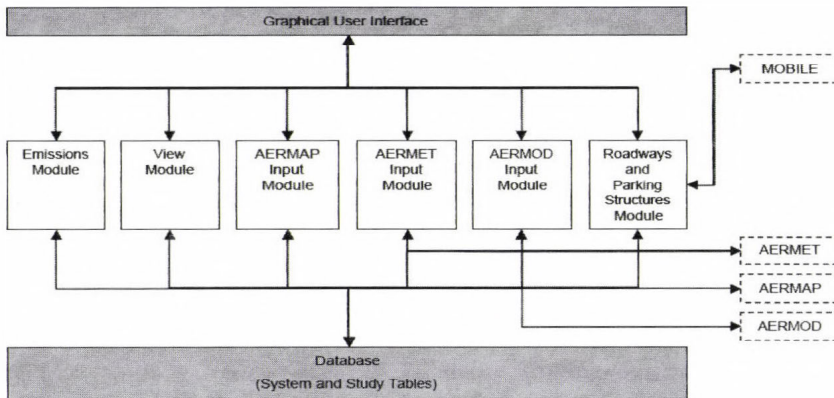 Graphical User Interface
MOBILE
Emissions
Module
View
Module
AERMAP
Input
Module
AERMET
Input
Module
AERMOD
Input
Module
Roadways
and
Parking
Structures
Module
AERMET
AERMAP
AERMOD
Database
(System and Study Tables)